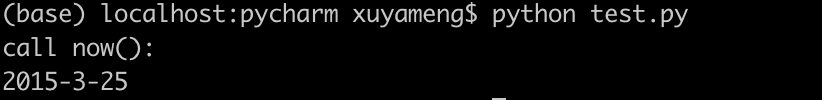 (base) localhost:pycharm xuyameng$ python test.py
call now():
2015-3-25